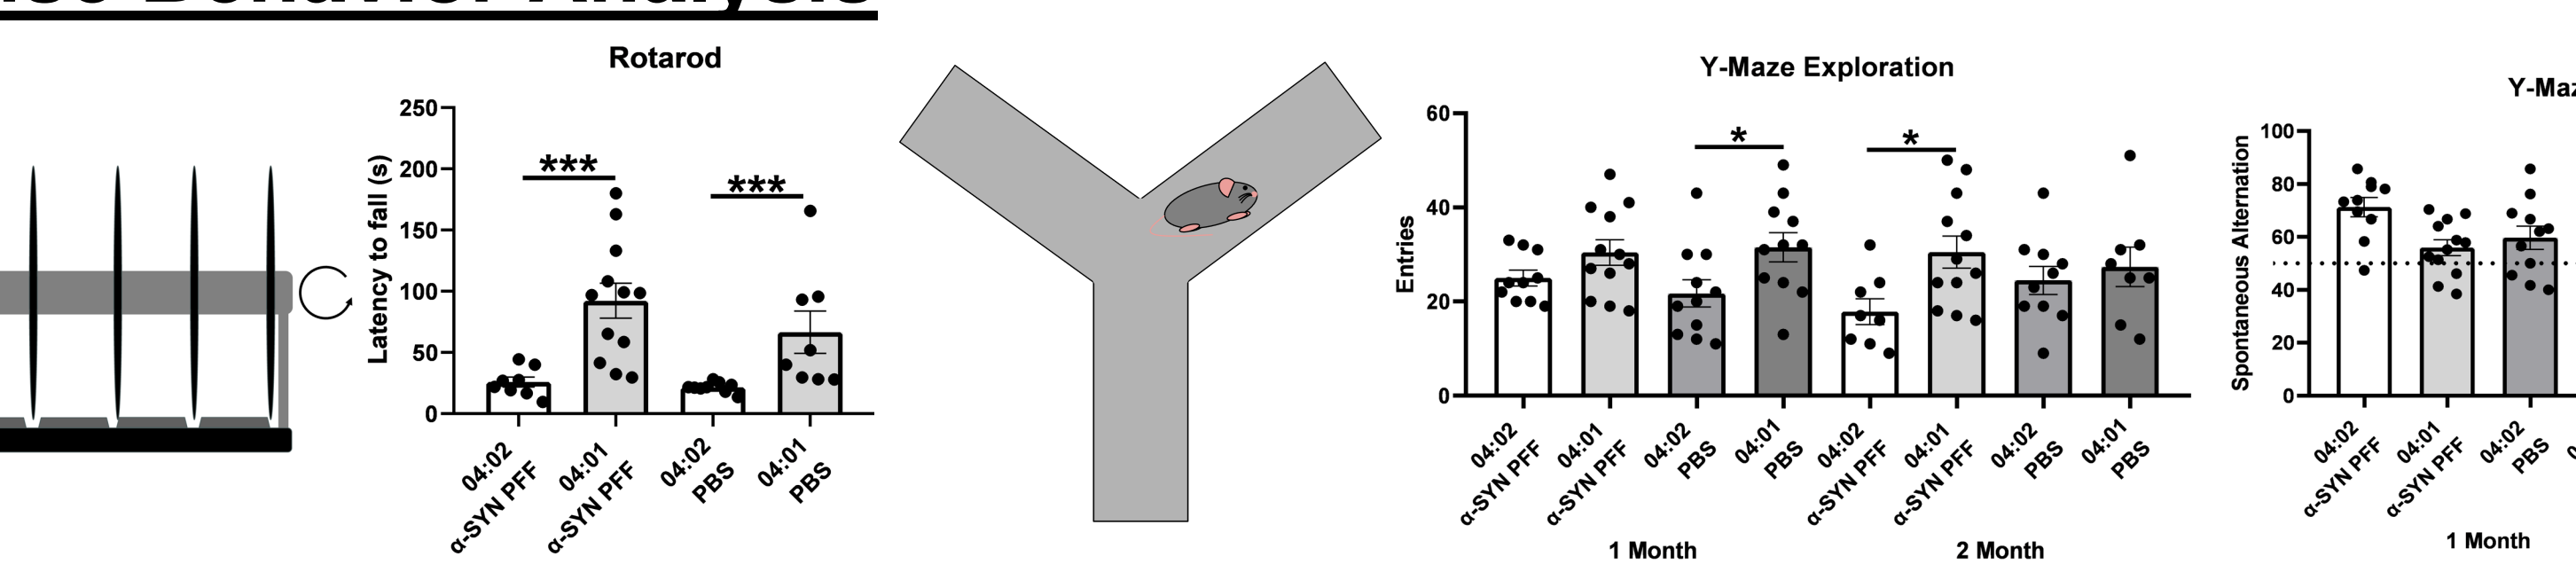 Behavior Analysis
Rotarod
Latency to fall (s)
250
200
150
100
50
0
***
***
04:02
α-SYN PFF
04:01
α-SYN PFF
04:02
PBS
04:01
PBS
Y-Maze Exploration
Entries
60
40
20
0
*
*
04:02
α-SYN PFF
04:01
α-SYN PFF
04:02
PBS
04:01
PBS
04:02
α-SYN PFF
04:01
α-SYN PFF
04:02
PBS
04:01
PBS
1 Month
2 Month
Y-Maz
Spontaneous Alternation
100
80
60
40
20
0
04:02
α-SYN PFF
04:01
α-SYN PFF
04:02
PBS
1 Month